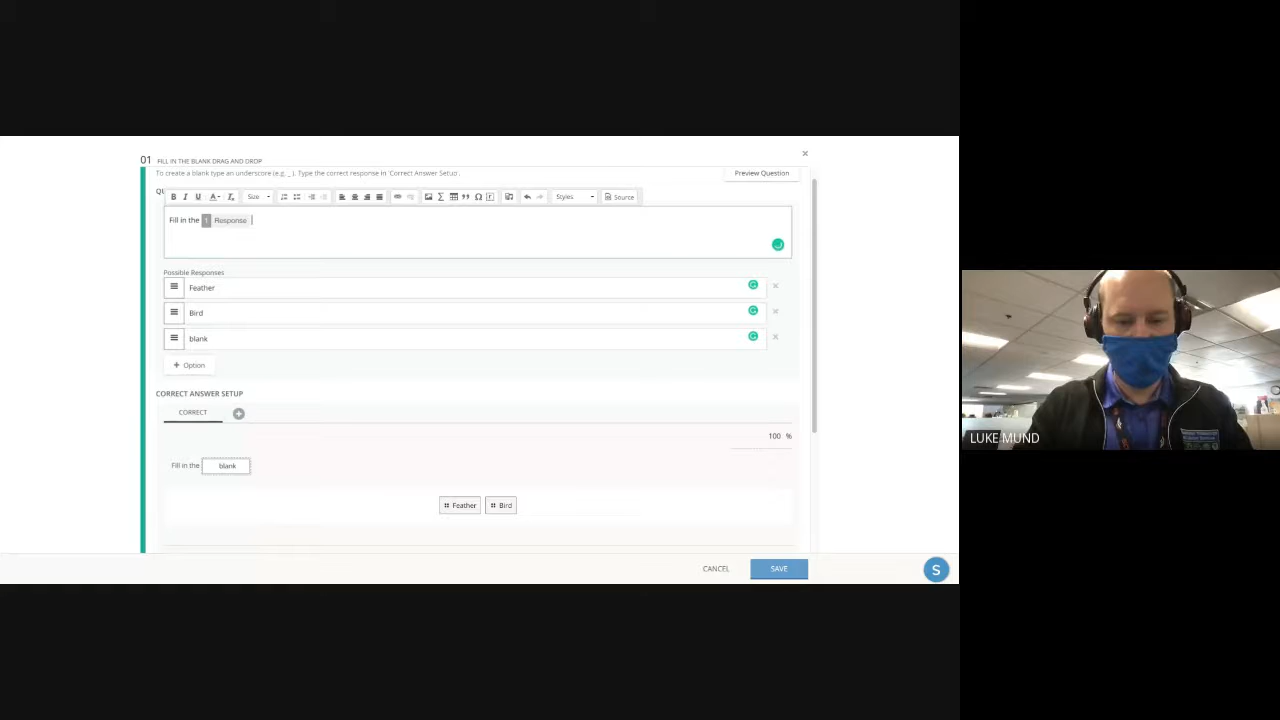 01 FILL IN THE BLANK DRAG AND DROP
To create a blank type an underscore (e.g. _ ). Type the correct response in 'Correct Answer Setup'.
Preview Question
B I U A Size Styles Source
Fill in the 1 Response
Possible Responses
Feather
Bird
blank
+ Option
CORRECT ANSWER SETUP
CORRECT
100 %
Fill in the blank
Feather Bird
CANCEL SAVE S
LUKE MUND